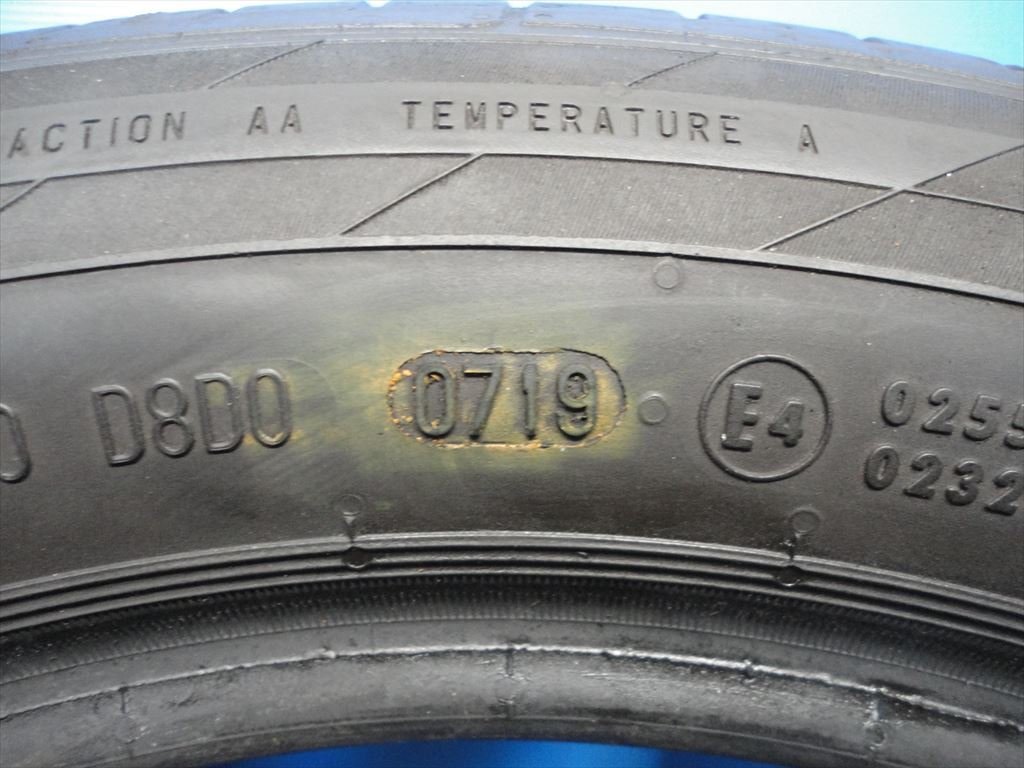 ACTION AA TEMPERATURE A
D8D0 0719 E4
0255
0232